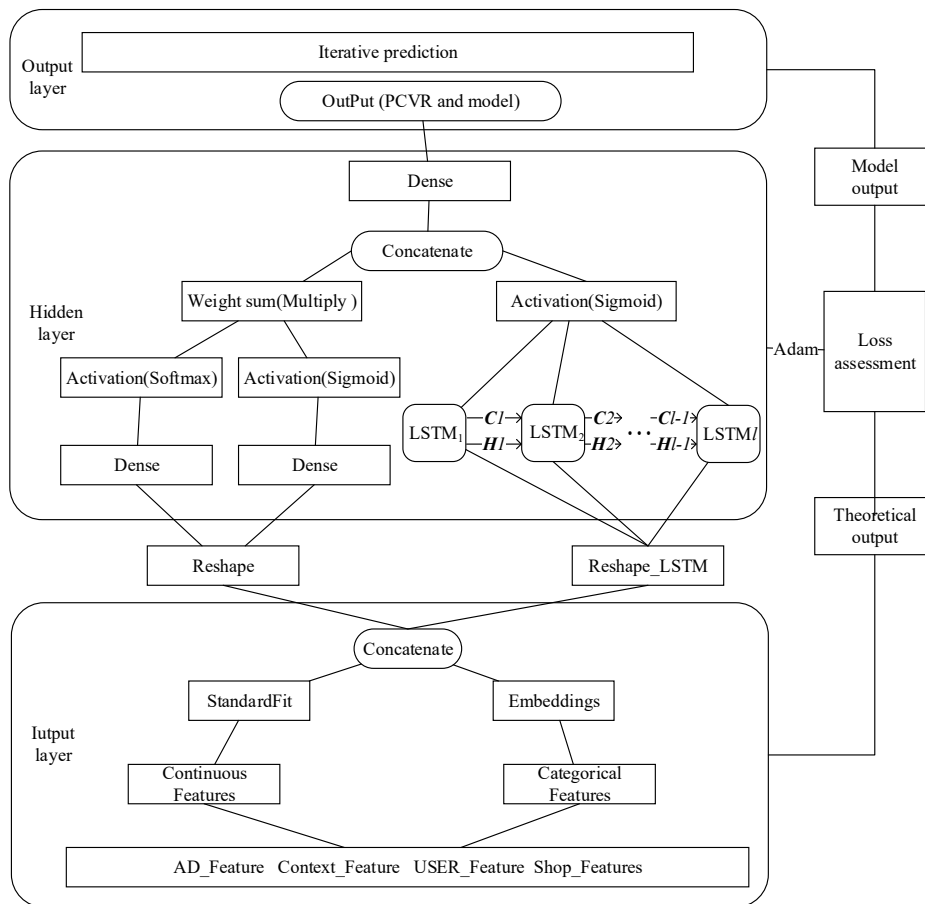 Iterative prediction
Output
layer
OutPut (PCVR and model)
Dense
Model
output
Concatenate
Weight sum(Multiply )
Activation(Sigmoid)
Hidden
layer
Adam
Loss
assessment
Activation(Softmax)
Activation(Sigmoid)
LSTM1
C1
H1
LSTM2
C2
H2
...
Cl-1
Hl-1
LSTMl
Dense
Dense
Theoretical
output
Reshape
Reshape_LSTM
Concatenate
StandardFit
Embeddings
Iutput
layer
Continuous
Features
Categorical
Features
AD_Feature Context_Feature USER_Feature Shop_Features